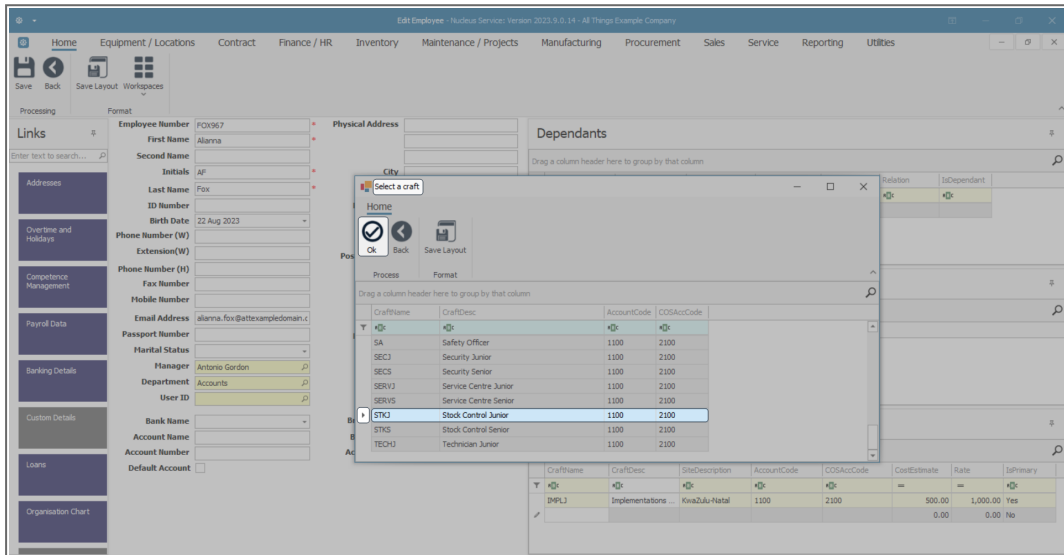 Edit Employee - Nucleus Service: Version 2023.9.0.14 - All Things Example Company
Home Equipment / Locations Contract Finance / HR Inventory Maintenance / Projects Manufacturing Procurement Sales Service Reporting Utilities
Save Back Save Layout Workspaces
Processing Format
Links
Enter text to search...
Addresses
Overtime and
Holidays
Competence
Management
Payroll Data
Banking Details
Custom Details
Loans
Organisation Chart
Employee Number FOX967 *
First Name Alianna *
Second Name
Initials AF *
Last Name Fox *
ID Number
Birth Date 22 Aug 2023
Phone Number (W)
Extension(W)
Phone Number (H)
Fax Number
Mobile Number
Email Address alianna.fox@attexampledomain.c
Passport Number
Marital Status
Manager Antonio Gordon
Department Accounts
User ID
Bank Name
Account Name
Account Number
Default Account
Physical Address
City
Pos
Dependants
Drag a column header here to group by that column
Relation IsDependant
Select a craft
Home
Ok Back Save Layout
Process Format
Drag a column header here to group by that column
CraftName CraftDesc AccountCode COSAccCode
SA Safety Officer 1100 2100
SECJ Security Junior 1100 2100
SECS Security Senior 1100 2100
SERVJ Service Centre Junior 1100 2100
SERVS Service Centre Senior 1100 2100
STKJ Stock Control Junior 1100 2100
STKS Stock Control Senior 1100 2100
TECHJ Technician Junior 1100 2100
CraftName CraftDesc SiteDescription AccountCode COSAccCode CostEstimate Rate IsPrimary
IMPLJ Implementations ... KwaZulu-Natal 1100 2100 500.00 1,000.00 Yes
0.00 0.00 No